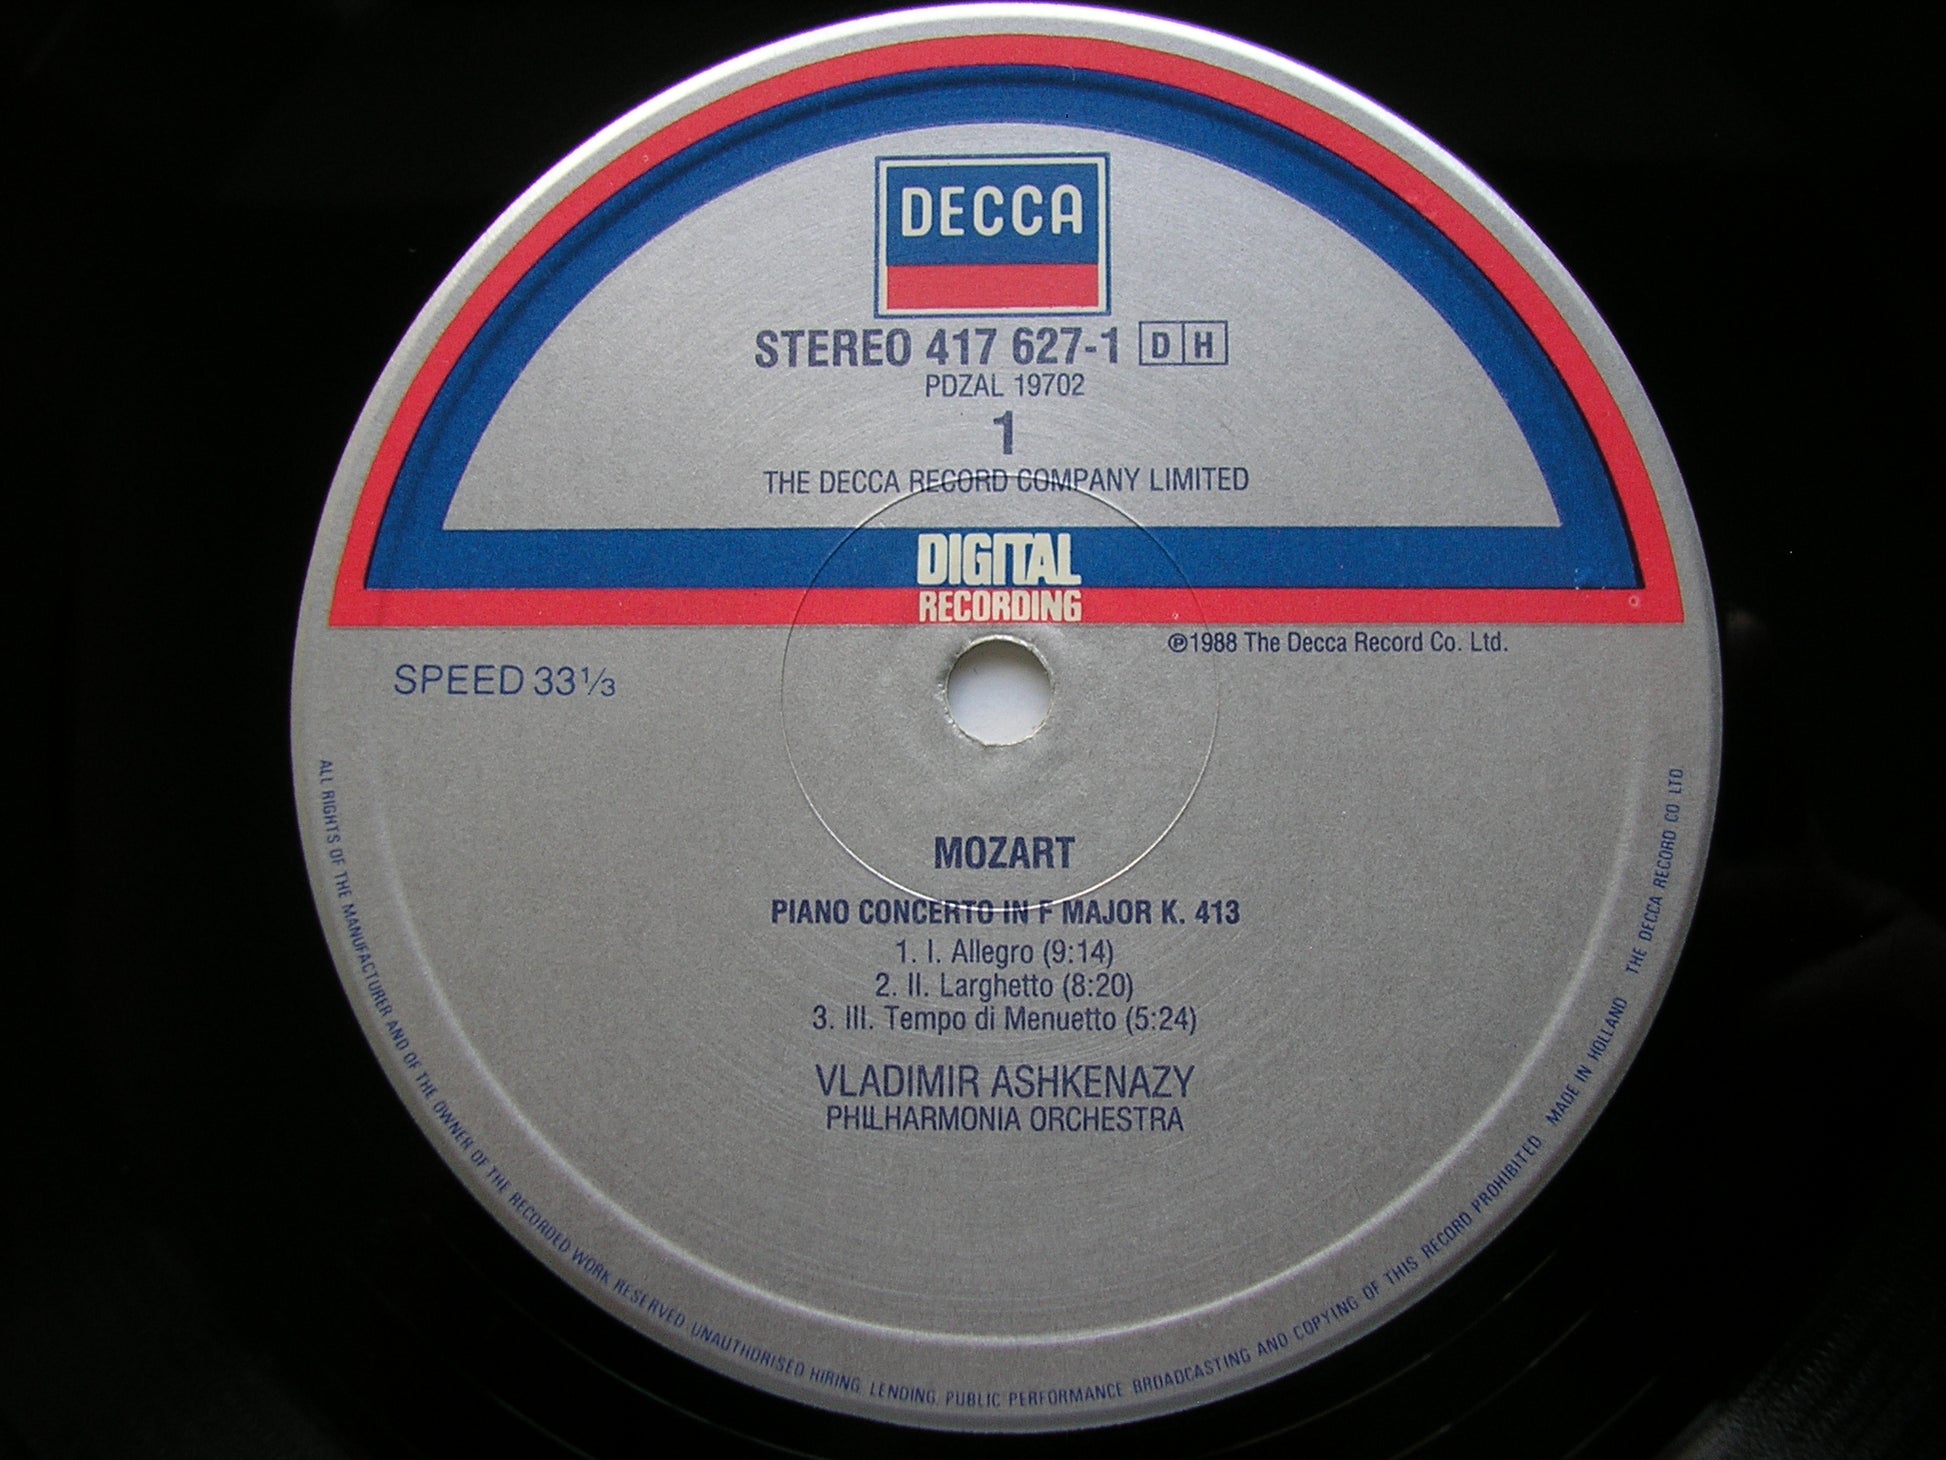 DECCA
STEREO 417 627-1 D H
PDZAL 19702
1
THE DECCA RECORD COMPANY LIMITED
DIGITAL
RECORDING
℗1988 The Decca Record Co. Ltd.
SPEED 33⅓
MOZART
PIANO CONCERTO IN F MAJOR K. 413
1. I. Allegro (9:14)
2. II. Larghetto (8:20)
3. III. Tempo di Menuetto (5:24)
VLADIMIR ASHKENAZY
PHILHARMONIA ORCHESTRA
ALL RIGHTS OF THE MANUFACTURER AND OF THE OWNER OF THE RECORDED WORK RESERVED UNAUTHORISED HIRING, LENDING, PUBLIC PERFORMANCE BROADCASTING AND COPYING OF THIS RECORD PROHIBITED MADE IN HOLLAND THE DECCA RECORD CO LTD